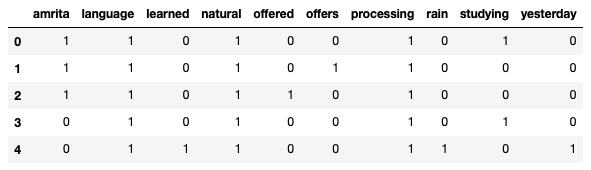 amrita language learned natural offered offers processing rain studying yesterday
0 1 1 0 1 0 0 1 0 1 0
1 1 1 0 1 0 1 1 0 0 0
2 1 1 0 1 1 0 1 0 0 0
3 0 1 0 1 0 0 1 0 1 0
4 0 1 1 1 0 0 1 1 0 1